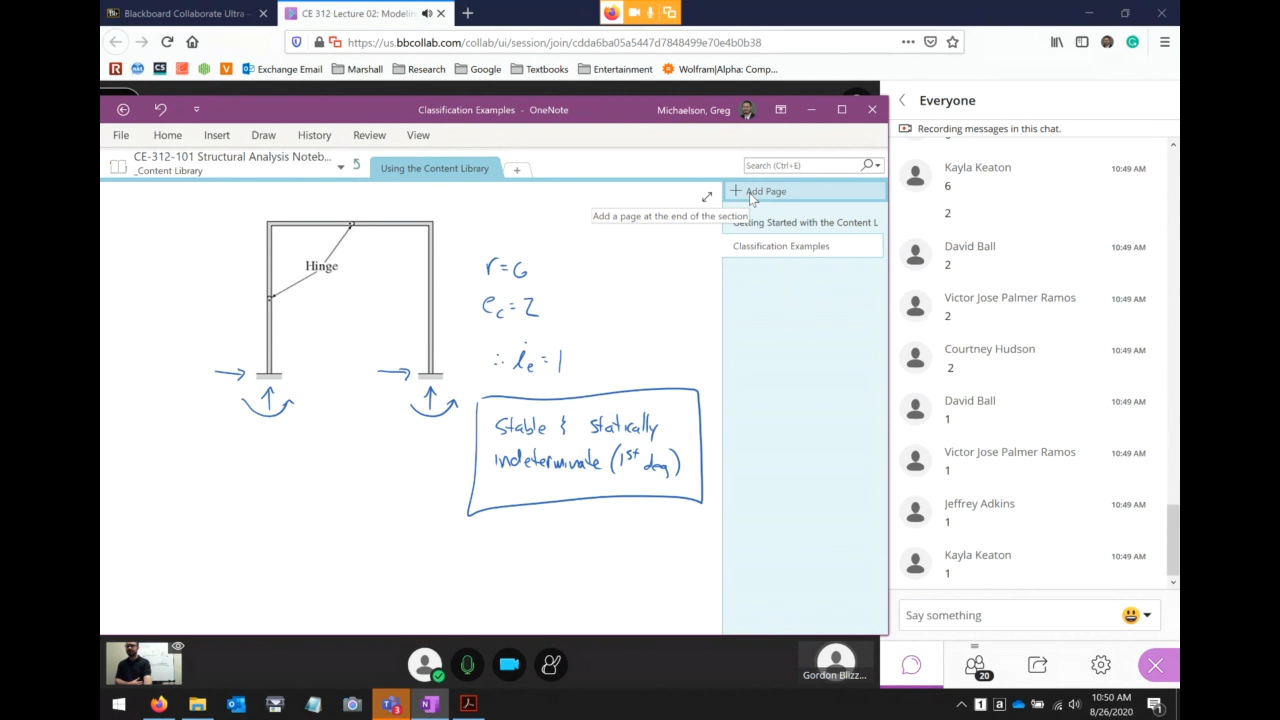 Blackboard Collaborate Ultra
CE 312 Lecture 02: Modelin
https://us.bbcollab.com/collab/ui/session/join/cdda6ba05a5447d7848499e70e4b0b38
Exchange Email Marshall Research Google Textbooks Entertainment Wolfram|Alpha: Comp...
Classification Examples - OneNote
Michaelson, Greg
File Home Insert Draw History Review View
CE-312-101 Structural Analysis Noteb...
_Content Library
Using the Content Library
Search (Ctrl+E)
Add Page
Add a page at the end of the section
Getting Started with the Content L
Classification Examples
Hinge
r=6
ec=2
∴ ie=1
Stable & statically
indeterminate (1st deg)
Everyone
Recording messages in this chat.
Kayla Keaton 10:49 AM
6
2
David Ball 10:49 AM
2
Victor Jose Palmer Ramos 10:49 AM
2
Courtney Hudson 10:49 AM
2
David Ball 10:49 AM
1
Victor Jose Palmer Ramos 10:49 AM
1
Jeffrey Adkins 10:49 AM
1
Kayla Keaton 10:49 AM
1
Say something
20
Gordon Blizz...
10:50 AM
8/26/2020